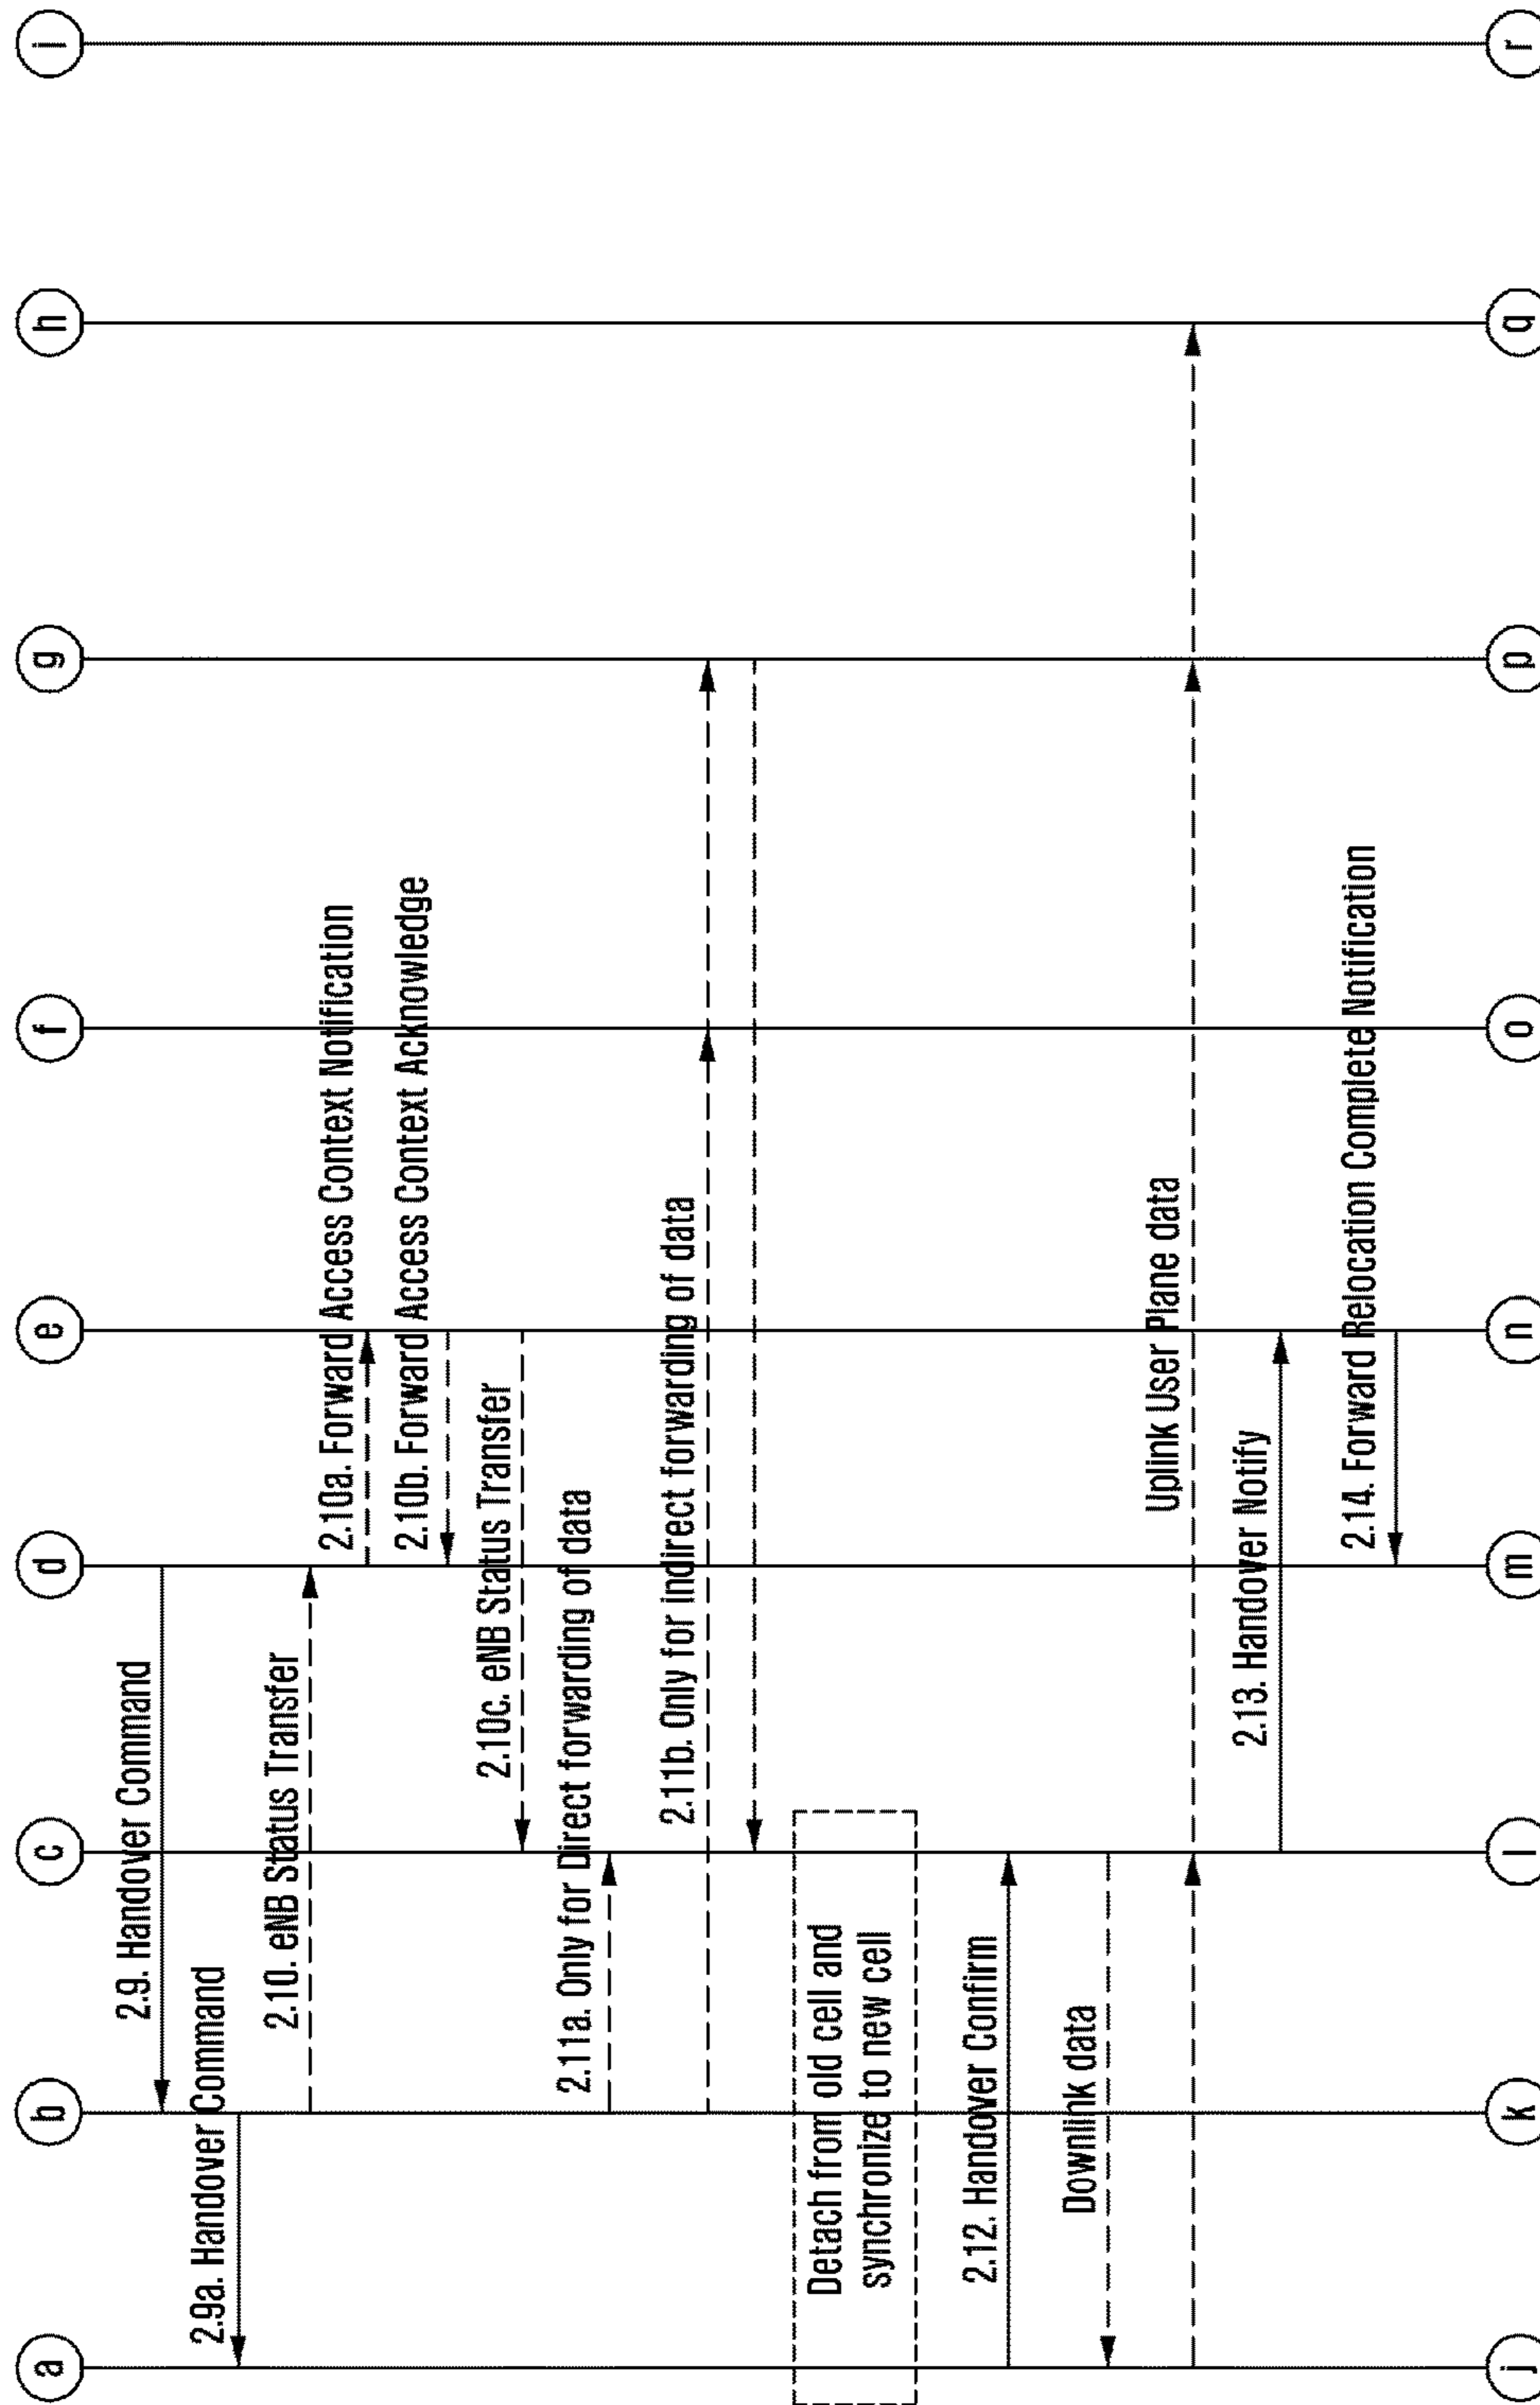 a
b
c
d
e
f
g
h
i
2.9. Handover Command
2.9a. Handover Command
2.10. eNB Status Transfer
2.10a. Forward Access Context Notification
2.10b. Forward Access Context Acknowledge
2.10c. eNB Status Transfer
2.11a. Only for Direct forwarding of data
2.11b. Only for indirect forwarding of data
Detach from old cell and
synchronize to new cell
2.12. Handover Confirm
Downlink data
Uplink User Plane data
2.13. Handover Notify
2.14. Forward Relocation Complete Notification
j
k
l
m
n
o
p
q
r